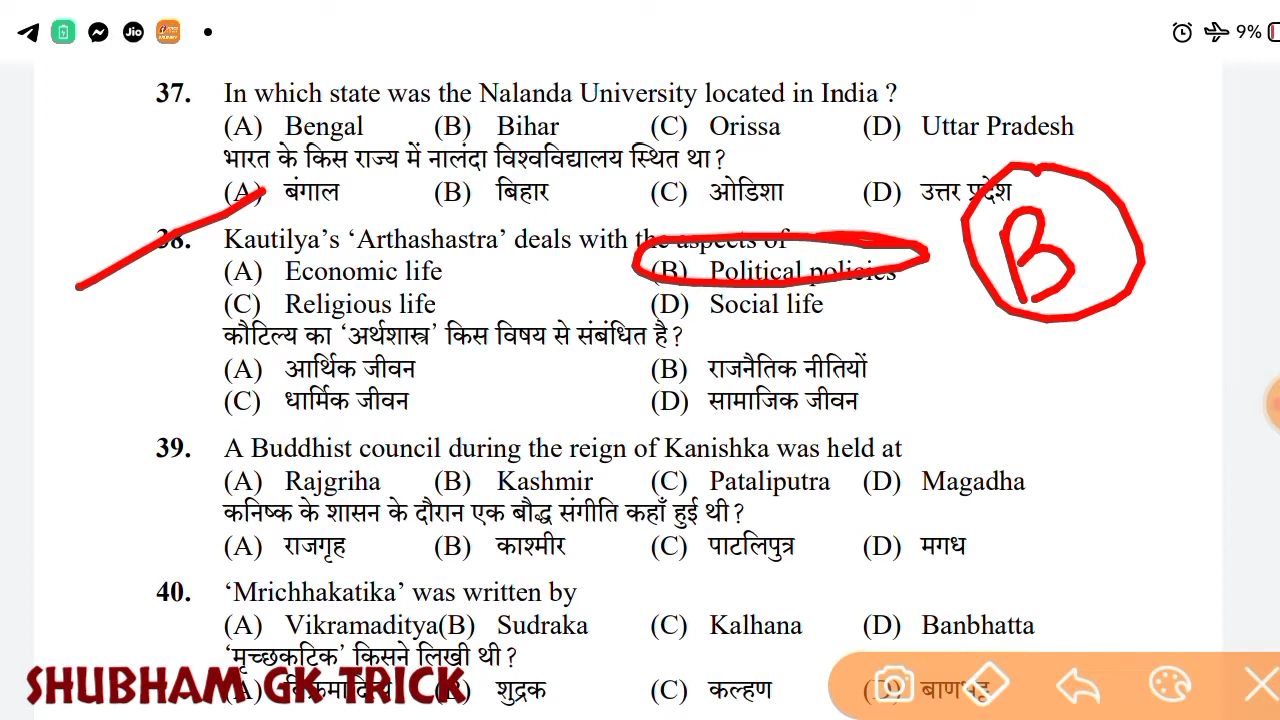 Jio
9%
37. In which state was the Nalanda University located in India ?
(A) Bengal (B) Bihar (C) Orissa (D) Uttar Pradesh
भारत के किस राज्य में नालंदा विश्वविद्यालय स्थित था?
(A) बंगाल (B) बिहार (C) ओडिशा (D) उत्तर प्रदेश
38. Kautilya's 'Arthashastra' deals with the aspects of
(A) Economic life (B) Political policies
B
(C) Religious life (D) Social life
कौटिल्य का 'अर्थशास्त्र' किस विषय से संबंधित है?
(A) आर्थिक जीवन (B) राजनैतिक नीतियों
(C) धार्मिक जीवन (D) सामाजिक जीवन
39. A Buddhist council during the reign of Kanishka was held at
(A) Rajgriha (B) Kashmir (C) Pataliputra (D) Magadha
कनिष्क के शासन के दौरान एक बौद्ध संगीति कहाँ हुई थी?
(A) राजगृह (B) काश्मीर (C) पाटलिपुत्र (D) मगध
40. 'Mrichhakatika' was written by
(A) Vikramaditya(B) Sudraka (C) Kalhana (D) Banbhatta
'मृच्छकटिक' किसने लिखी थी?
शुद्रक (C) कल्हण (D) बाणभट्ट
SHUBHAM GK TRICK